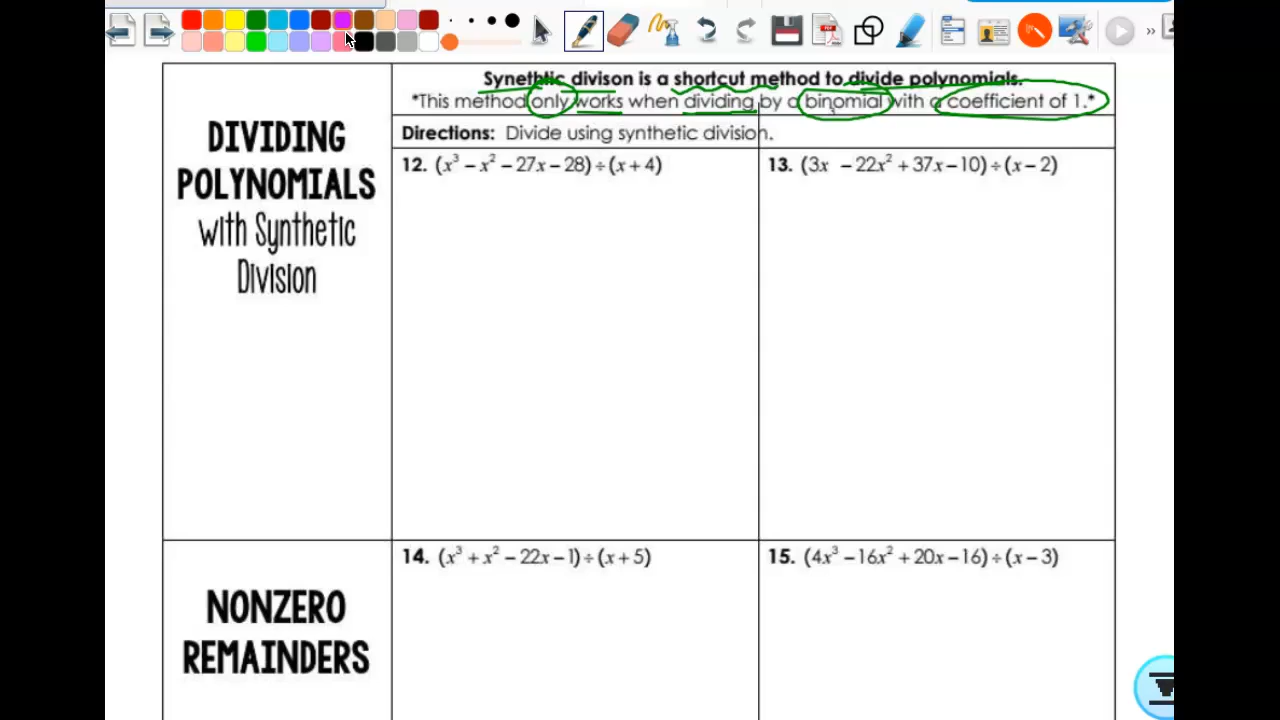 Synethtic divison is a shortcut method to divide polynomials.
*This method only works when dividing by a binomial with a coefficient of 1.*
DIVIDING
POLYNOMIALS
with Synthetic
Division
Directions: Divide using synthetic division.
12. (x³ – x² – 27x – 28) ÷ (x + 4)
13. (3x – 22x² + 37x – 10) ÷ (x – 2)
NONZERO
REMAINDERS
14. (x³ + x² – 22x – 1) ÷ (x + 5)
15. (4x³ – 16x² + 20x – 16) ÷ (x – 3)